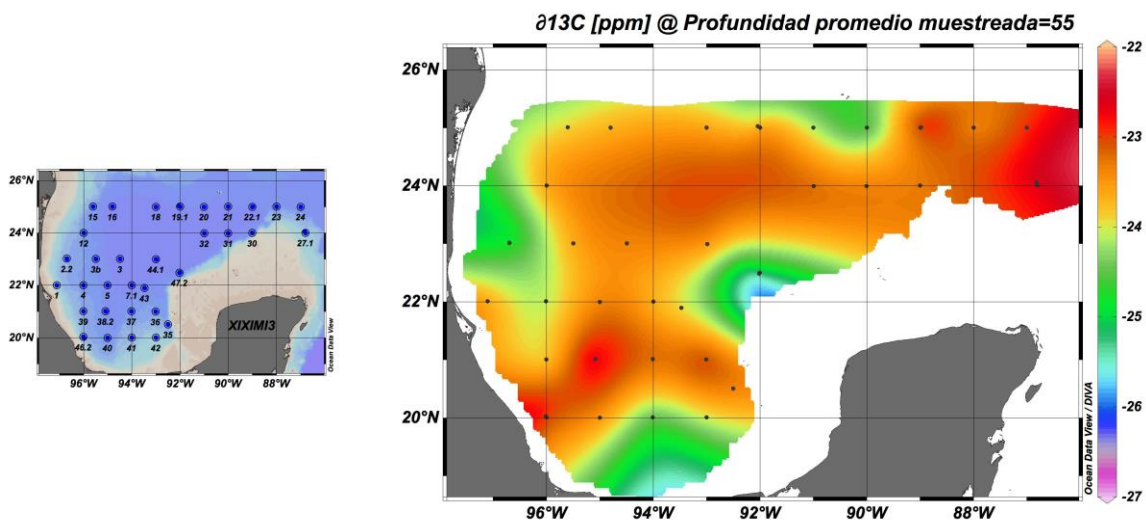 ∂13C [ppm] @ Profundidad promedio muestreada=55
26°N
24°N
22°N
20°N
15 16 18 19.1 20 21 22.1 23 24
12 32 31 30 27.1
2.2 3b 3 44.1 47.2
1 4 5 7.1 43
39 38.2 37 36 35
46.2 40 41 42
XIXIMI3
Ocean Data View
96°W 94°W 92°W 90°W 88°W
26°N
24°N
22°N
20°N
96°W 94°W 92°W 90°W 88°W
Ocean Data View / DIVA
-22
-23
-24
-25
-26
-27